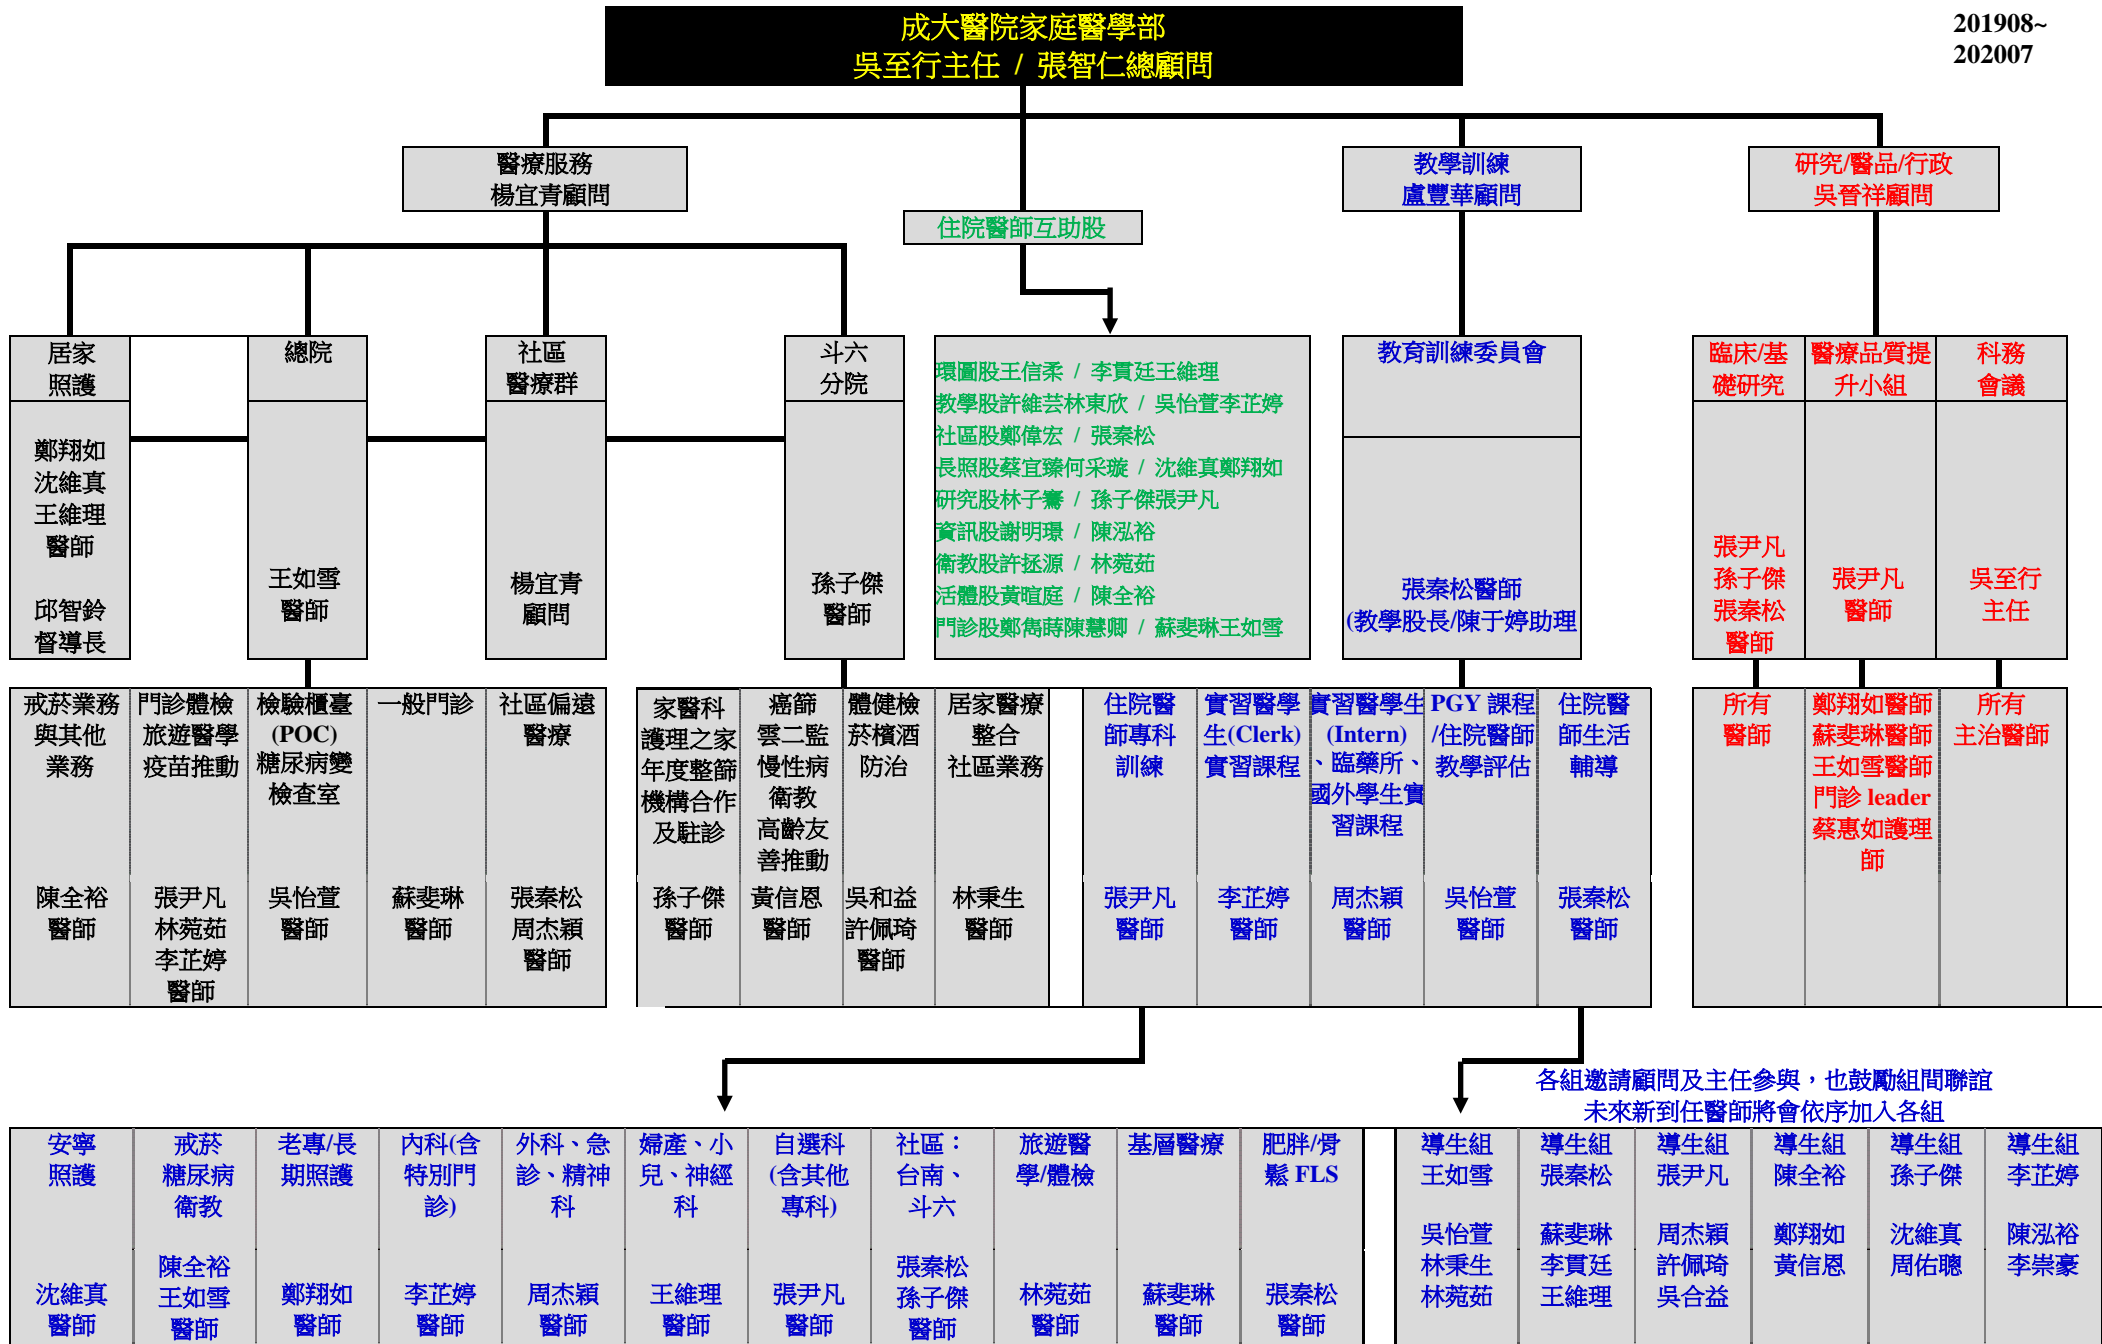 成大醫院家庭醫學部
吳至行主任 / 張智仁總顧問
201908~
202007
醫療服務
楊宜青顧問
住院醫師互助股
教學訓練
盧豐華顧問
研究/醫品/行政
吳晉祥顧問
居家
照護
鄭翔如
沈維真
王維理
醫師
邱智鈴
督導長
總院
王如雪
醫師
社區
醫療群
楊宜青
顧問
斗六
分院
孫子傑
醫師
環圖股王信柔 / 李貫廷王維理
教學股許維芸林東欣 / 吳怡萱李芷婷
社區股鄭偉宏 / 張秦松
長照股蔡宜臻何采璇 / 沈維真鄭翔如
研究股林子騫 / 孫子傑張尹凡
資訊股謝明璟 / 陳泓裕
衛教股許拯源 / 林菀茹
活體股黃暄庭 / 陳全裕
門診股鄭雋蒔陳慧卿 / 蘇斐琳王如雪
教育訓練委員會
張秦松醫師
(教學股長/陳于婷助理
臨床/基
礎研究
張尹凡
孫子傑
張秦松
醫師
醫療品質提
升小組
張尹凡
醫師
科務
會議
吳至行
主任
戒菸業務
與其他
業務
陳全裕
醫師
門診體檢
旅遊醫學
疫苗推動
張尹凡
林菀茹
李芷婷
醫師
檢驗櫃臺
(POC)
糖尿病變
檢查室
吳怡萱
醫師
一般門診
蘇斐琳
醫師
社區偏遠
醫療
張秦松
周杰穎
醫師
家醫科
護理之家
年度整篩
機構合作
及駐診
孫子傑
醫師
癌篩
雲二監
慢性病
衛教
高齡友
善推動
黃信恩
醫師
體健檢
菸檳酒
防治
吳和益
許佩琦
醫師
居家醫療
整合
社區業務
林秉生
醫師
住院醫
師專科
訓練
張尹凡
醫師
實習醫學
生(Clerk)
實習課程
李芷婷
醫師
實習醫學生
(Intern)
、臨藥所、
國外學生實
習課程
周杰穎
醫師
PGY 課程
/住院醫師
教學評估
吳怡萱
醫師
住院醫
師生活
輔導
張秦松
醫師
所有
醫師
鄭翔如醫師
蘇斐琳醫師
王如雪醫師
門診 leader
蔡惠如護理
師
所有
主治醫師
各組邀請顧問及主任參與，也鼓勵組間聯誼
未來新到任醫師將會依序加入各組
安寧
照護
沈維真
醫師
戒菸
糖尿病
衛教
陳全裕
王如雪
醫師
老專/長
期照護
鄭翔如
醫師
內科(含
特別門
診)
李芷婷
醫師
外科、急
診、精神
科
周杰穎
醫師
婦產、小
兒、神經
科
王維理
醫師
自選科
(含其他
專科)
張尹凡
醫師
社區：
台南、
斗六
張秦松
孫子傑
醫師
旅遊醫
學/體檢
林菀茹
醫師
基層醫療
蘇斐琳
醫師
肥胖/骨
鬆 FLS
張秦松
醫師
導生組
王如雪
吳怡萱
林秉生
林菀茹
導生組
張秦松
蘇斐琳
李貫廷
王維理
導生組
張尹凡
周杰穎
許佩琦
吳合益
導生組
陳全裕
鄭翔如
黃信恩
導生組
孫子傑
沈維真
周佑聰
導生組
李芷婷
陳泓裕
李崇豪